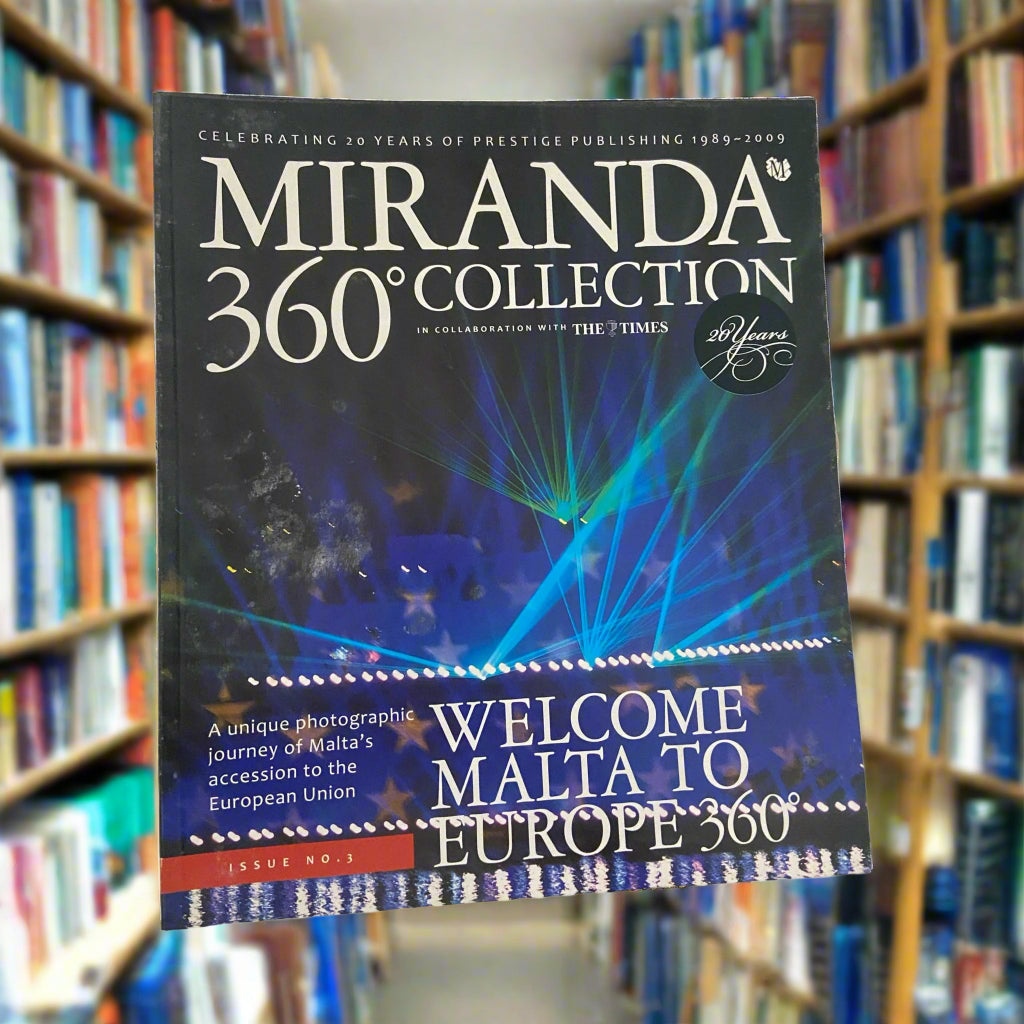 CELEBRATING 20 YEARS OF PRESTIGE PUBLISHING 1989~2009
MIRANDA
M
360° COLLECTION
IN COLLABORATION WITH THE TIMES
20 Years
A unique photographic
journey of Malta's
accession to the
European Union
WELCOME
MALTA TO
EUROPE 360°
ISSUE NO.3